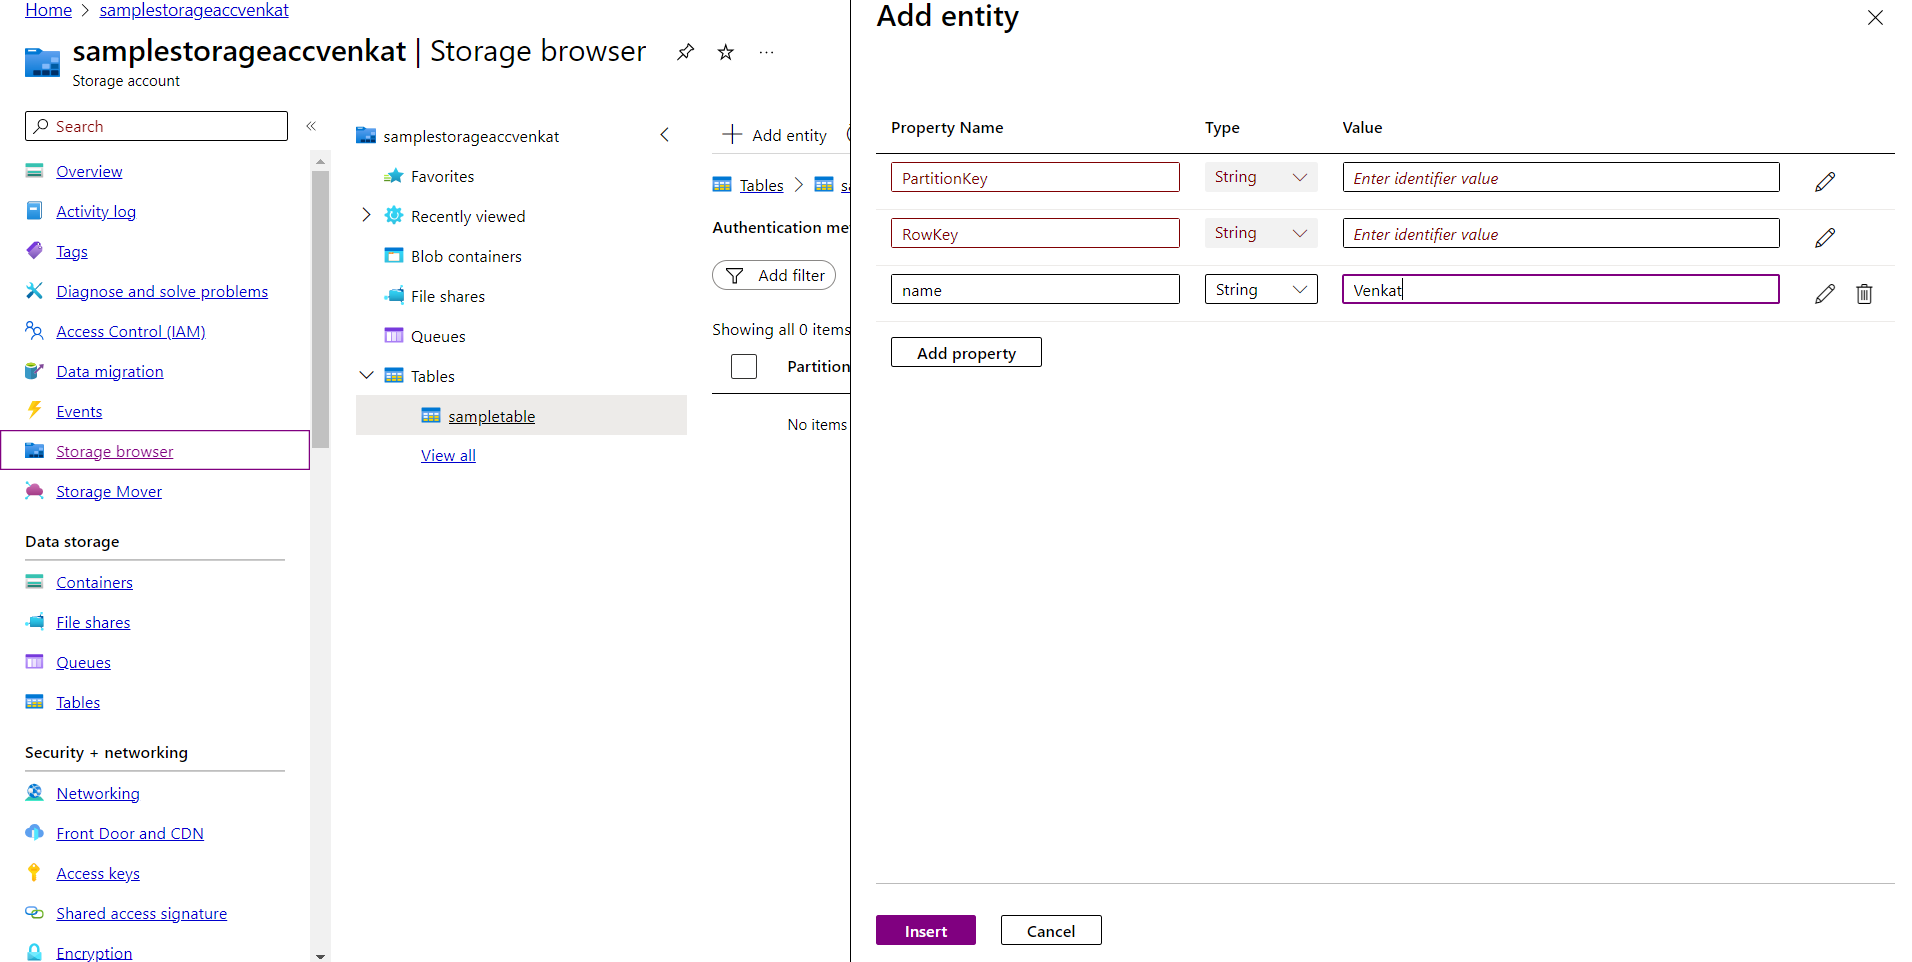 Home > samplestorageaccvenkat
samplestorageaccvenkat | Storage browser
Storage account
Search
Overview
Activity log
Tags
Diagnose and solve problems
Access Control (IAM)
Data migration
Events
Storage browser
Storage Mover
Data storage
Containers
File shares
Queues
Tables
Security + networking
Networking
Front Door and CDN
Access keys
Shared access signature
Encryption
samplestorageaccvenkat
Favorites
Recently viewed
Blob containers
File shares
Queues
Tables
sampletable
View all
Add entity
Tables > sa
Authentication me
Add filter
Showing all 0 items
Partition
No items
Add entity
Property Name Type Value
PartitionKey String Enter identifier value
RowKey String Enter identifier value
name String Venkat
Add property
Insert Cancel